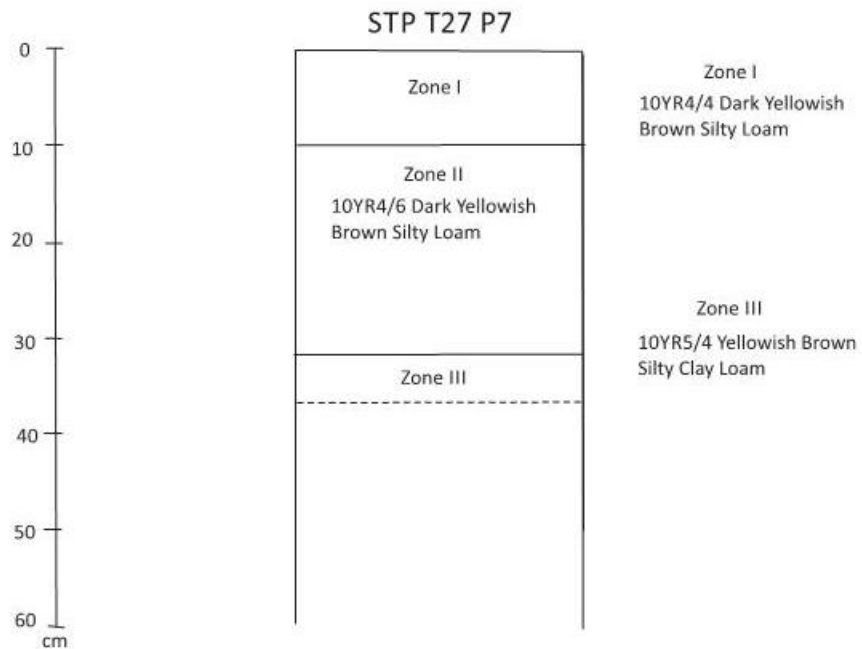 STP T27 P7
0
10
20
30
40
50
60
cm
Zone I
Zone II
10YR4/6 Dark Yellowish
Brown Silty Loam
Zone III
Zone I
10YR4/4 Dark Yellowish
Brown Silty Loam
Zone III
10YR5/4 Yellowish Brown
Silty Clay Loam